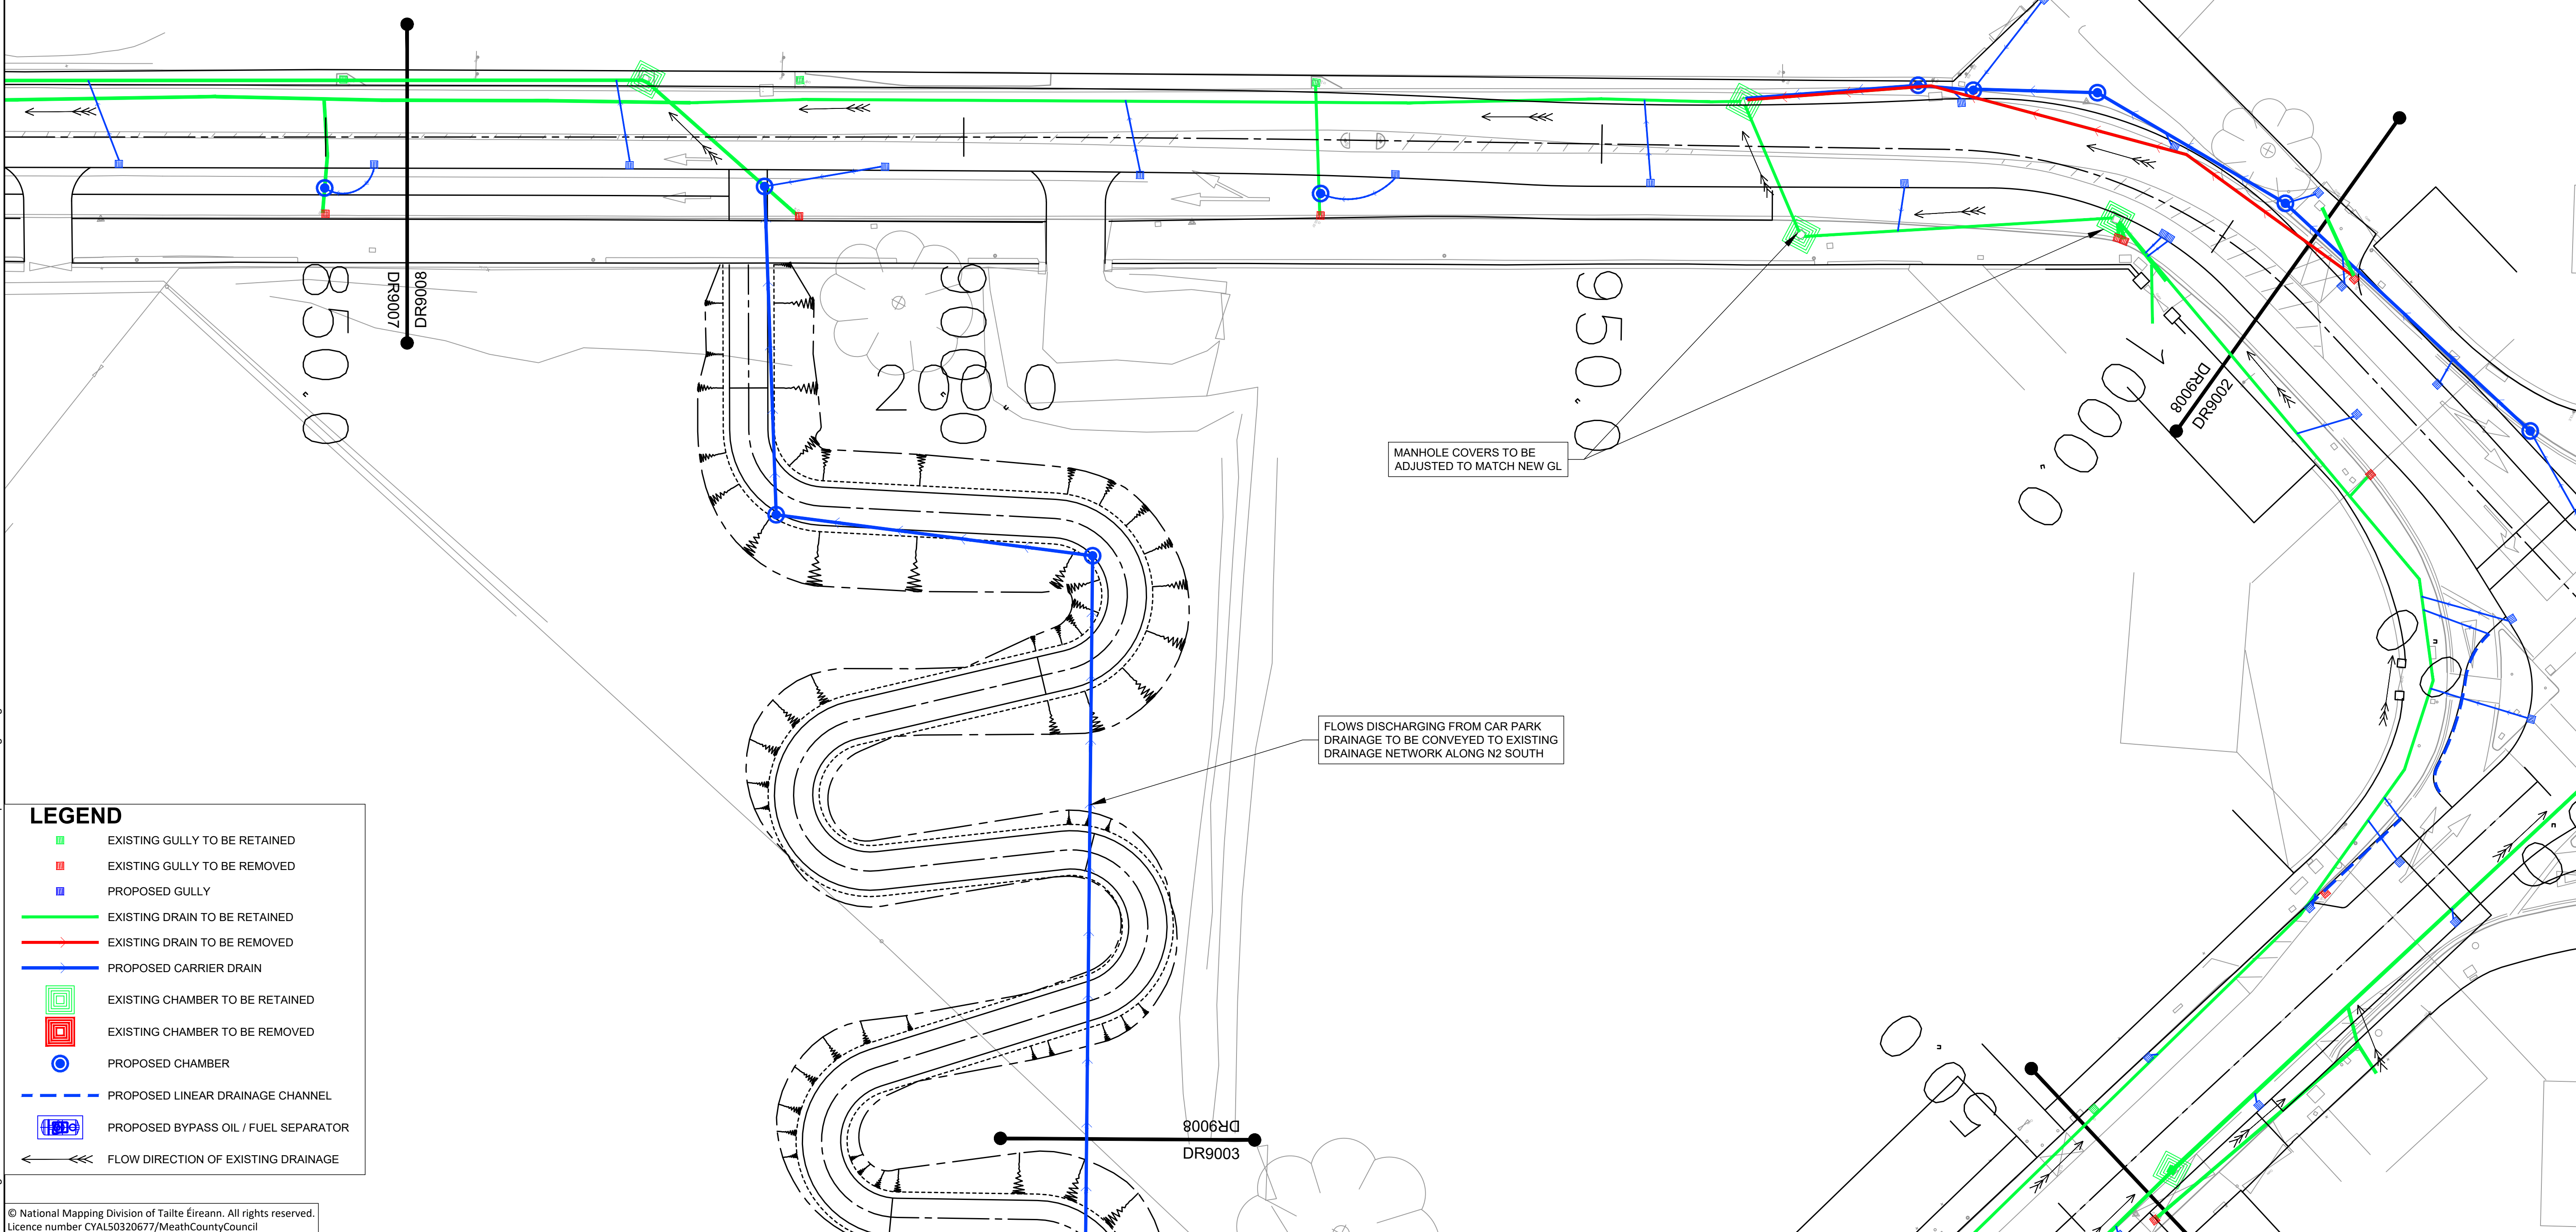 DR9007
DR9008
850.0
900.0
200.0
950.0
1000.0
DR9008
DR9002
MANHOLE COVERS TO BE
ADJUSTED TO MATCH NEW GL
FLOWS DISCHARGING FROM CAR PARK
DRAINAGE TO BE CONVEYED TO EXISTING
DRAINAGE NETWORK ALONG N2 SOUTH
DR9008
DR9003
50.0
0.0
LEGEND
EXISTING GULLY TO BE RETAINED
EXISTING GULLY TO BE REMOVED
PROPOSED GULLY
EXISTING DRAIN TO BE RETAINED
EXISTING DRAIN TO BE REMOVED
PROPOSED CARRIER DRAIN
EXISTING CHAMBER TO BE RETAINED
EXISTING CHAMBER TO BE REMOVED
PROPOSED CHAMBER
PROPOSED LINEAR DRAINAGE CHANNEL
PROPOSED BYPASS OIL / FUEL SEPARATOR
FLOW DIRECTION OF EXISTING DRAINAGE
© National Mapping Division of Tailte Éireann. All rights reserved.
Licence number CYAL50320677/MeathCountyCouncil